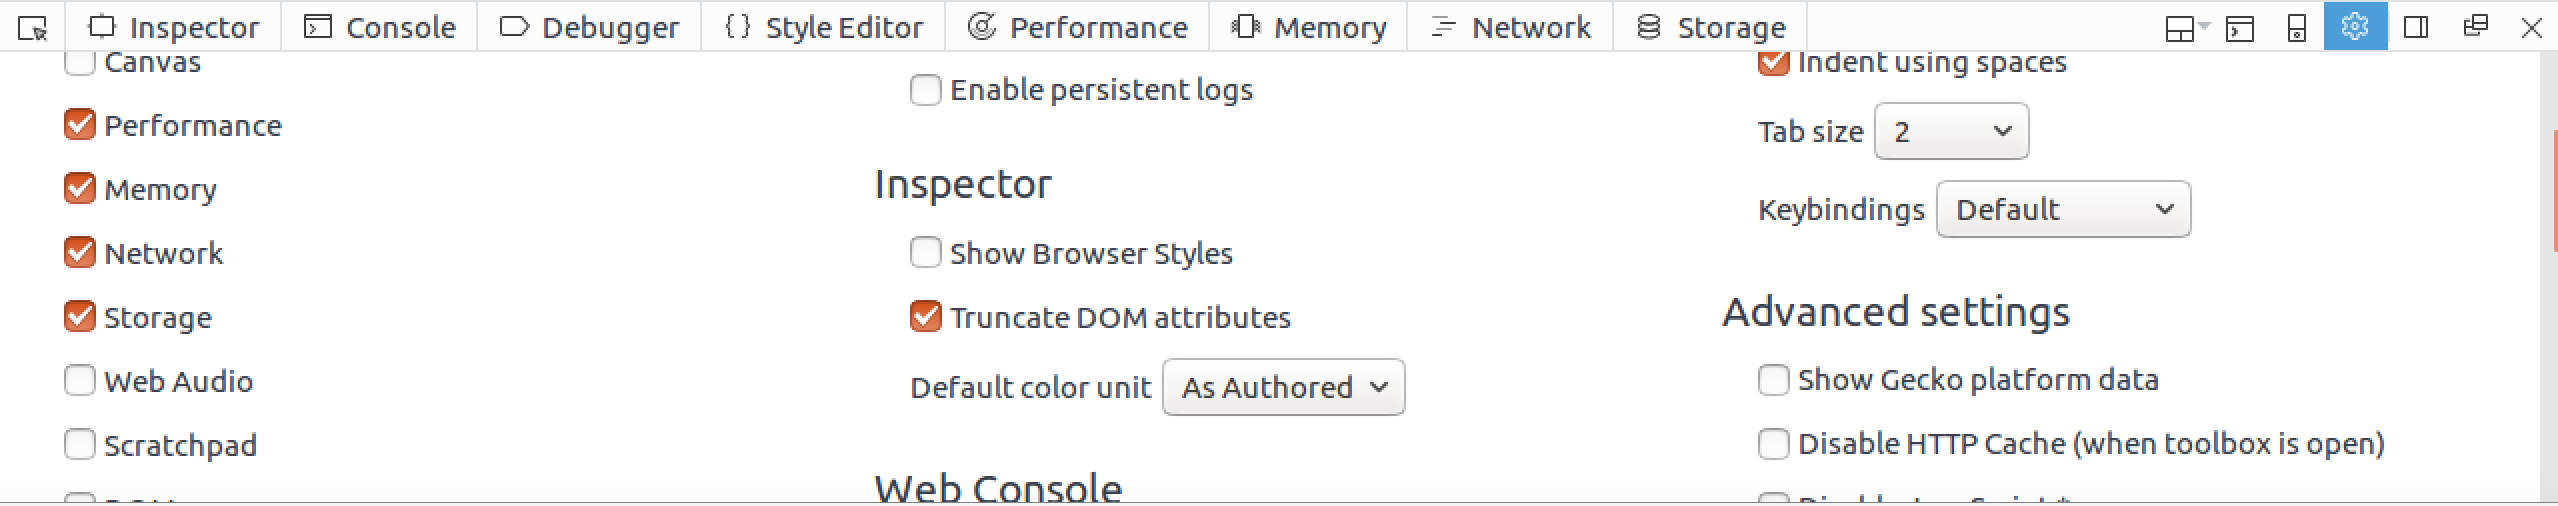 Inspector Console Debugger Style Editor Performance Memory Network Storage
Canvas
Performance
Memory
Network
Storage
Web Audio
Scratchpad
Enable persistent logs
Inspector
Show Browser Styles
Truncate DOM attributes
Default color unit As Authored
Web Console
Indent using spaces
Tab size 2
Keybindings Default
Advanced settings
Show Gecko platform data
Disable HTTP Cache (when toolbox is open)